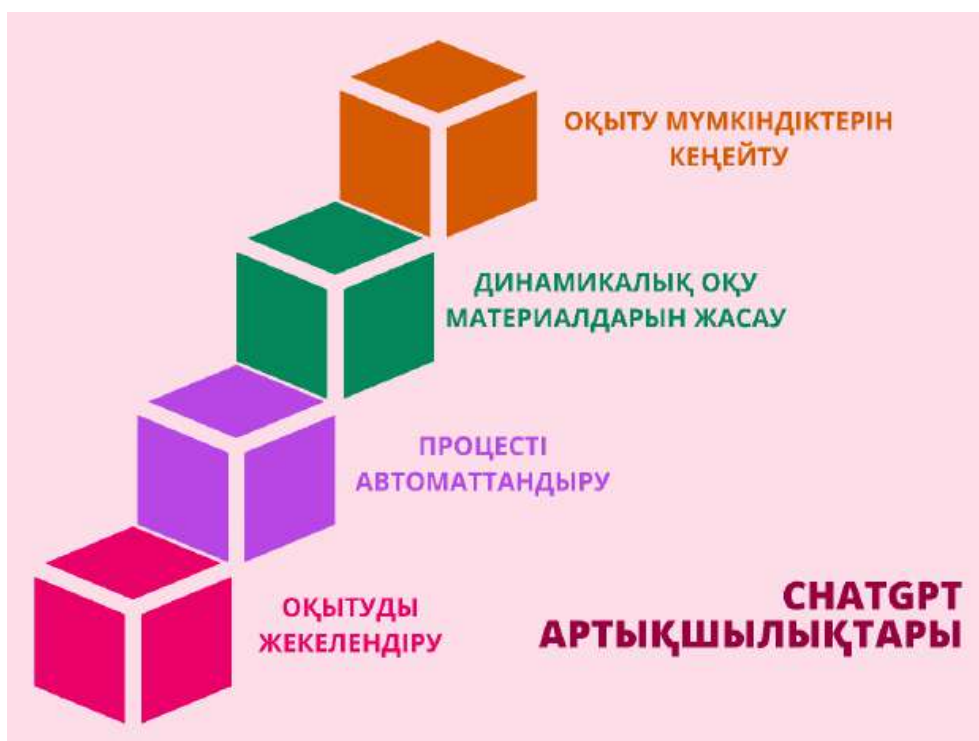 ОҚЫТУ МҮМКІНДІКТЕРІН
КЕҢЕЙТУ
ДИНАМИКАЛЫҚ ОҚУ
МАТЕРИАЛДАРЫН ЖАСАУ
ПРОЦЕСТІ
АВТОМАТТАНДЫРУ
ОҚЫТУДЫ
ЖЕКЕЛЕНДІРУ
CHATGPT
АРТЫҚШЫЛЫҚТАРЫ